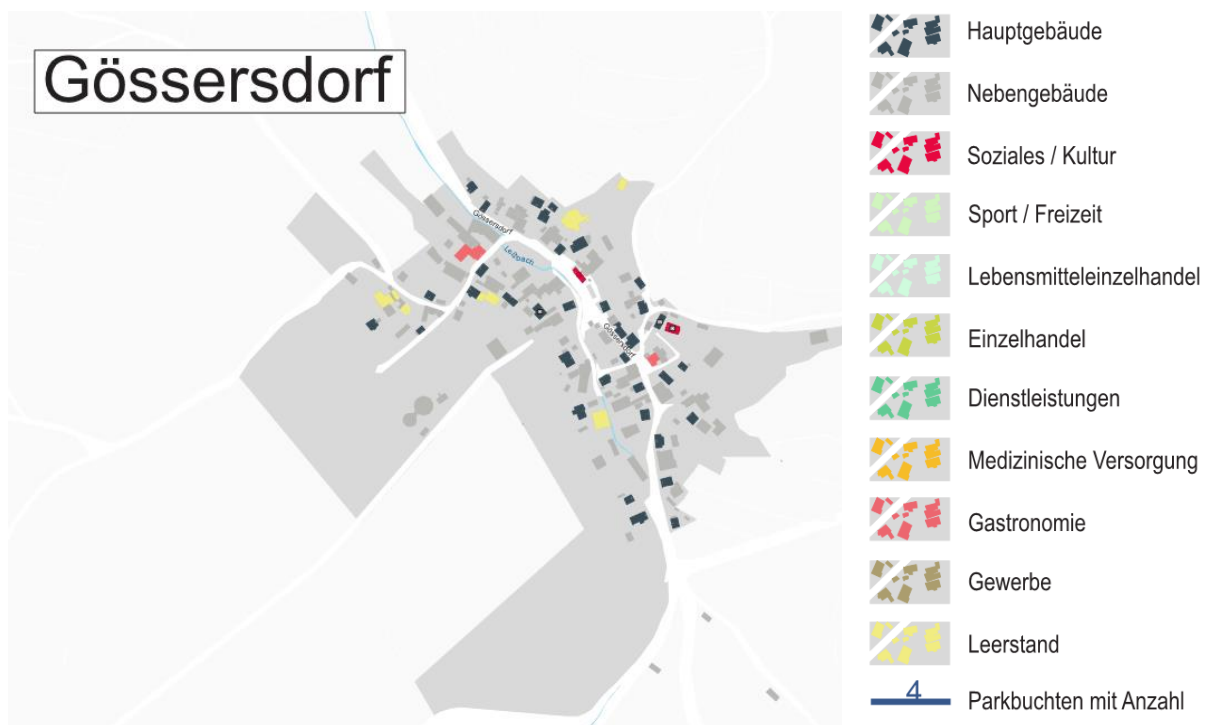 Gössersdorf
Gössersdorf
Leßbach
Gössersdorf
Hauptgebäude
Nebengebäude
Soziales / Kultur
Sport / Freizeit
Lebensmitteleinzelhandel
Einzelhandel
Dienstleistungen
Medizinische Versorgung
Gastronomie
Gewerbe
Leerstand
4
Parkbuchten mit Anzahl